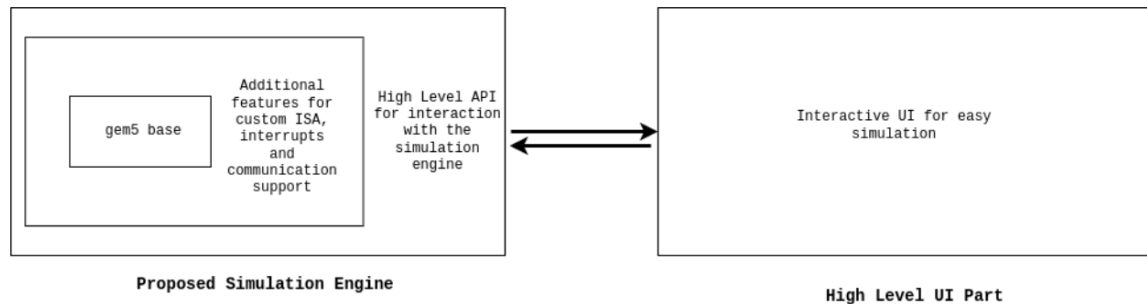 gem5 base
Additional
features for
custom ISA,
interrupts
and
communication
support
High Level API
for interaction
with the
simulation
engine
Interactive UI for easy
simulation
Proposed Simulation Engine
High Level UI Part